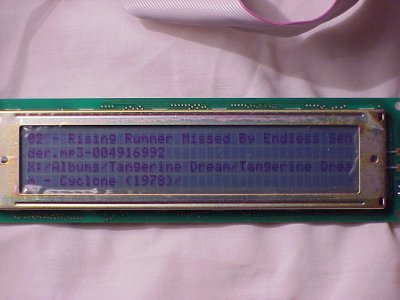 02 - Rising Runner Missed By Endless Sen
der.mp3-004916992
X:/Albums/Tangerine Dream/Tangerine Drea
m - Cyclone (1978)/